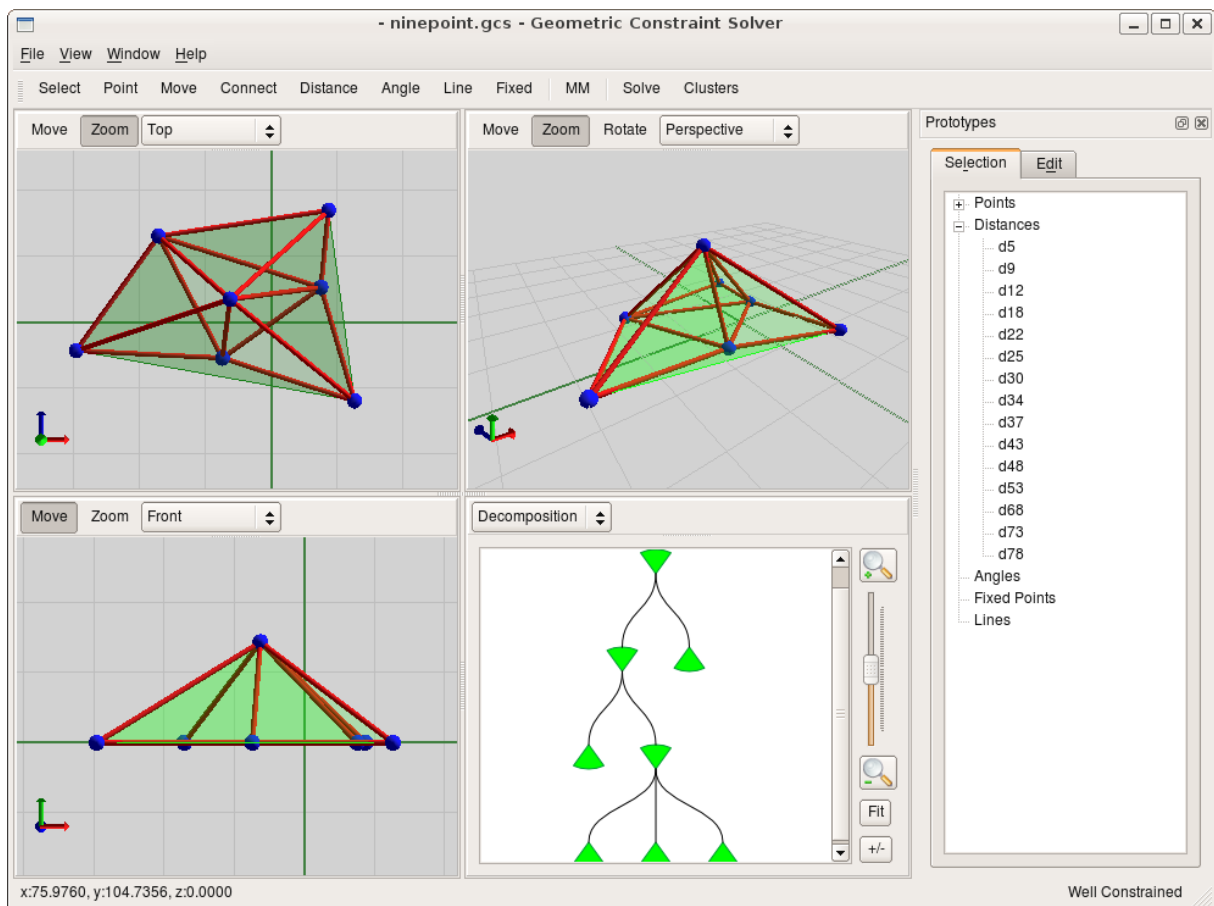 - ninepoint.gcs - Geometric Constraint Solver
File View Window Help
Select Point Move Connect Distance Angle Line Fixed MM Solve Clusters
Move Zoom Top
Move Zoom Rotate Perspective
Prototypes
Selection Edit
Points
Distances
d5
d9
d12
d18
d22
d25
d30
d34
d37
d43
d48
d53
d68
d73
d78
Angles
Fixed Points
Lines
Move Zoom Front
Decomposition
Fit
+/-
x:75.9760, y:104.7356, z:0.0000
Well Constrained